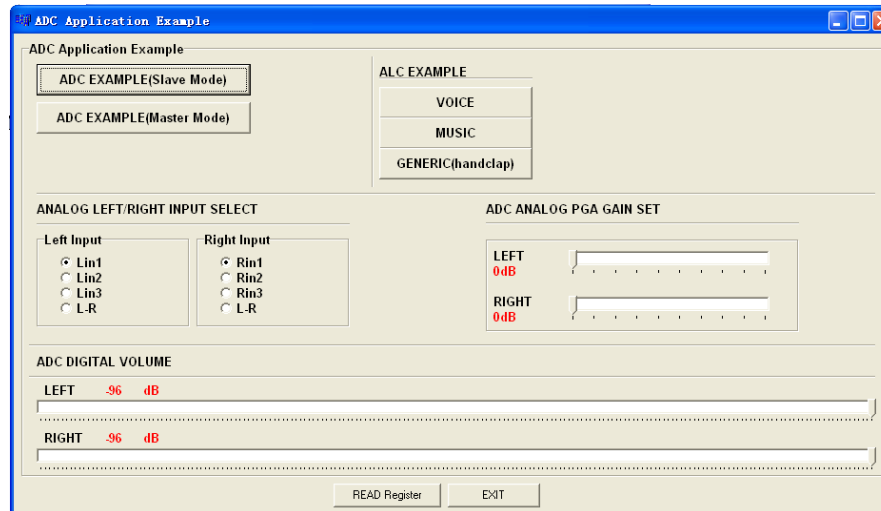 ADC Application Example
ADC Application Example
ADC EXAMPLE(Slave Mode)
ADC EXAMPLE(Master Mode)
ALC EXAMPLE
VOICE
MUSIC
GENERIC(handclap)
ANALOG LEFT/RIGHT INPUT SELECT
Left Input
Lin1
Lin2
Lin3
L-R
Right Input
Rin1
Rin2
Rin3
L-R
ADC ANALOG PGA GAIN SET
LEFT
0dB
RIGHT
0dB
ADC DIGITAL VOLUME
LEFT -96 dB
RIGHT -96 dB
READ Register
EXIT